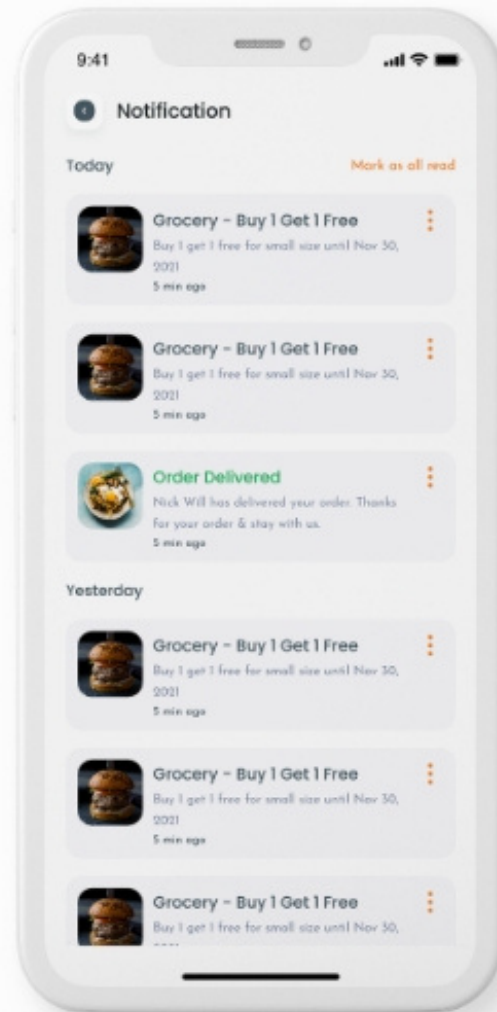 9:41
Notification
Today
Mark as all read
Grocery - Buy 1 Get 1 Free
Buy 1 get 1 free for small size until Nov 30,
2021
5 min ago
Grocery - Buy 1 Get 1 Free
Buy 1 get 1 free for small size until Nov 30,
2021
5 min ago
Order Delivered
Nick Will has delivered your order. Thanks
for your order & stay with us.
5 min ago
Yesterday
Grocery - Buy 1 Get 1 Free
Buy 1 get 1 free for small size until Nov 30,
2021
5 min ago
Grocery - Buy 1 Get 1 Free
Buy 1 get 1 free for small size until Nov 30,
2021
5 min ago
Grocery - Buy 1 Get 1 Free
Buy 1 get 1 free for small size until Nov 30,